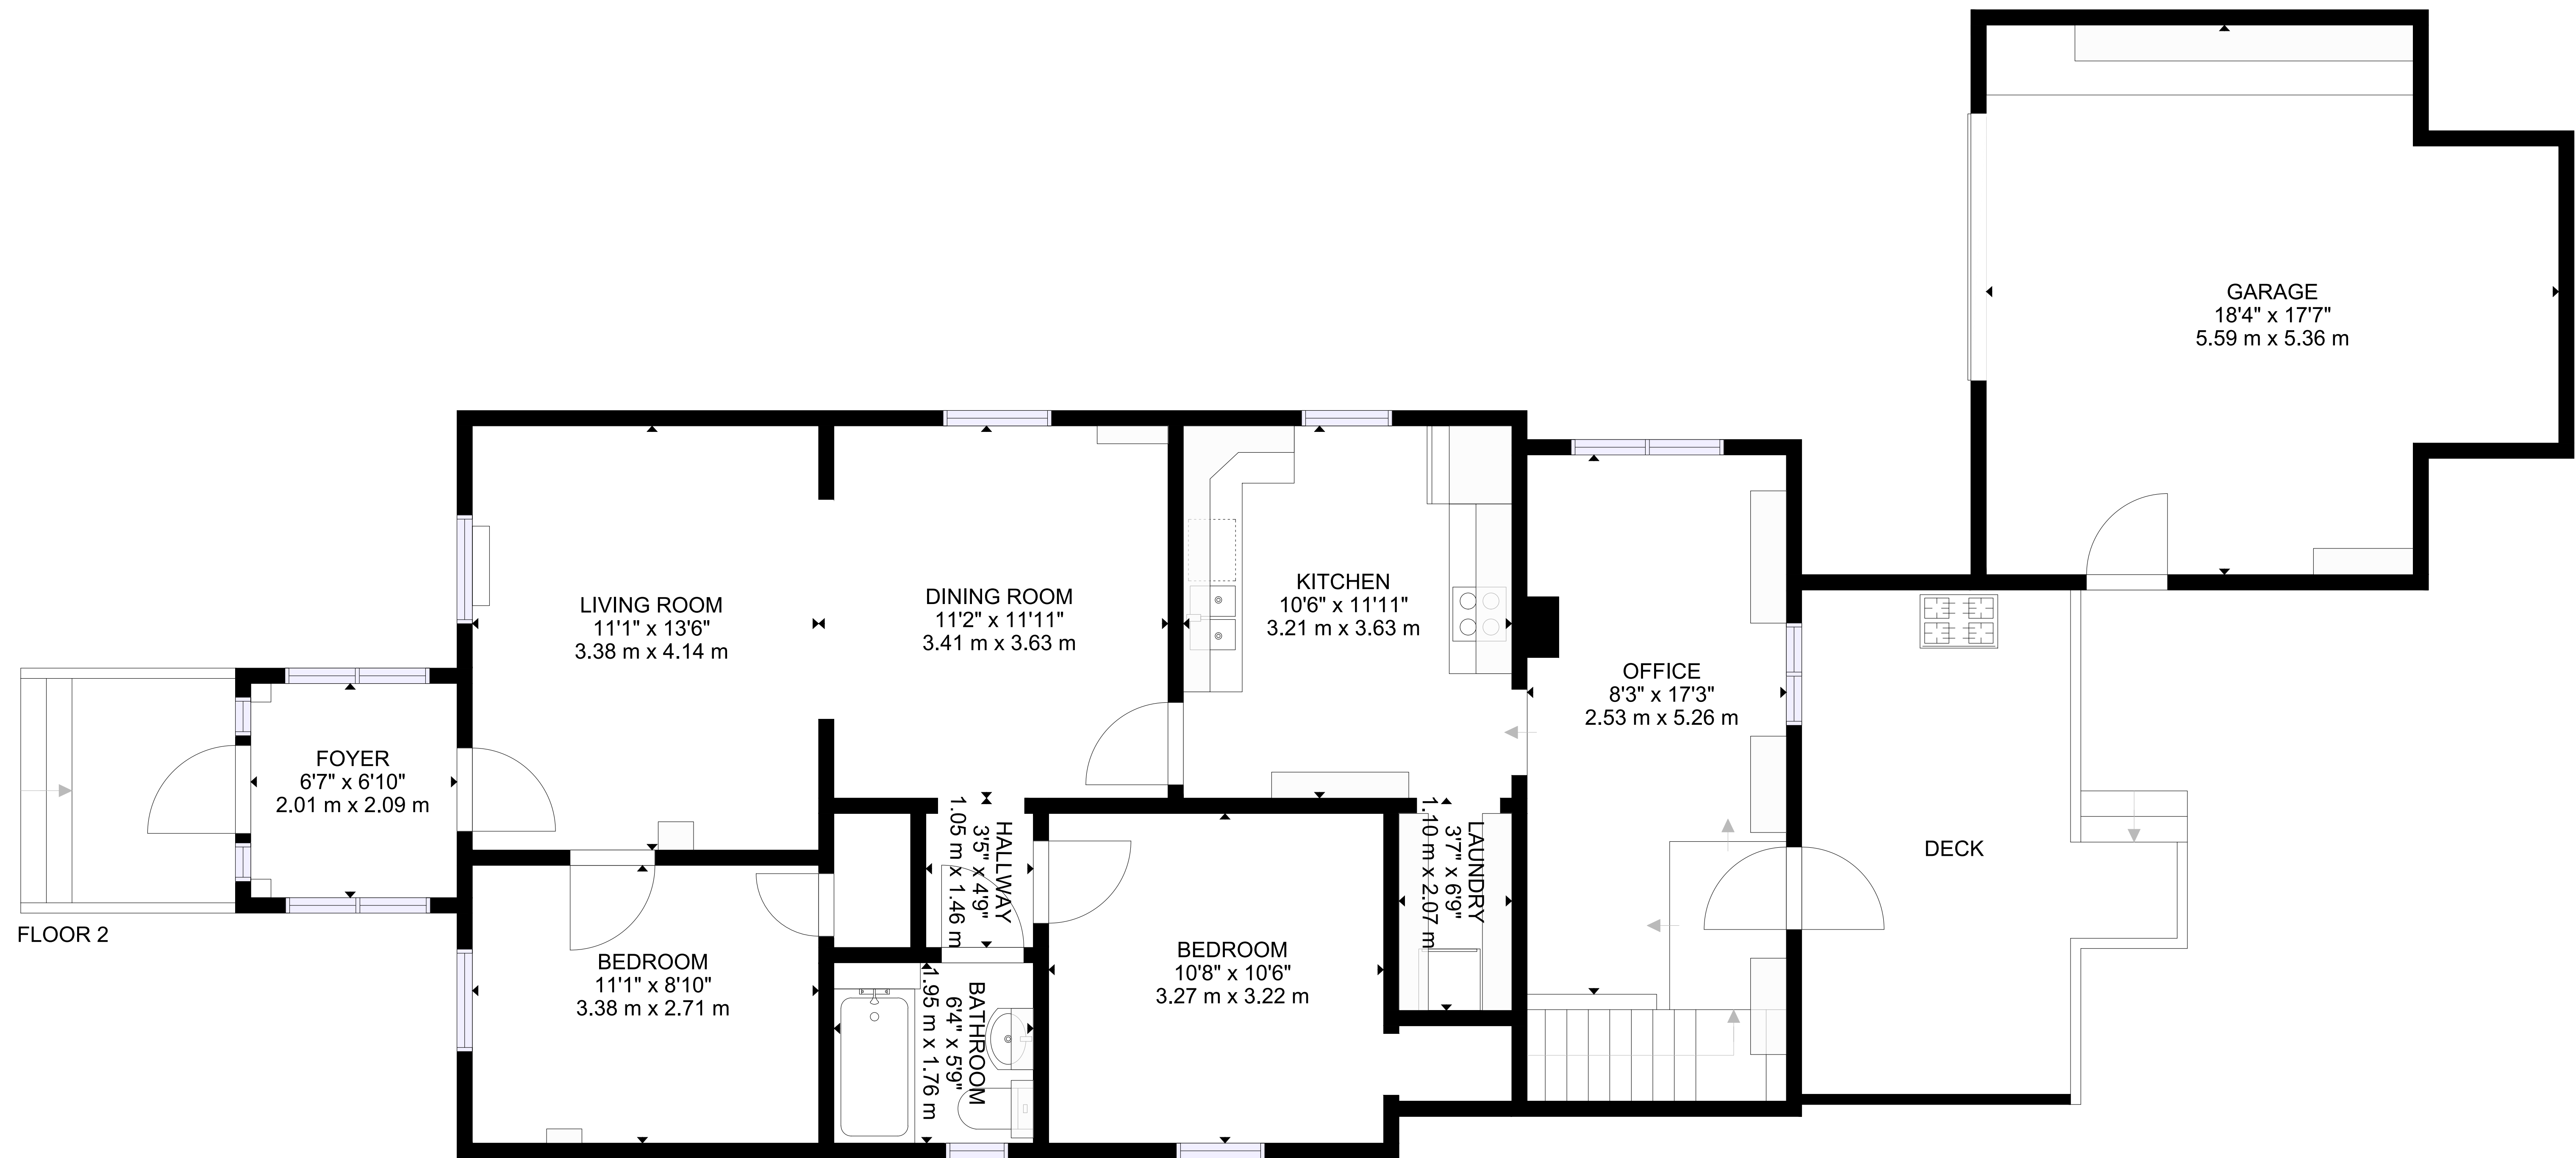 GARAGE
18'4" x 17'7"
5.59 m x 5.36 m
LIVING ROOM
11'1" x 13'6"
3.38 m x 4.14 m
DINING ROOM
11'2" x 11'11"
3.41 m x 3.63 m
KITCHEN
10'6" x 11'11"
3.21 m x 3.63 m
OFFICE
8'3" x 17'3"
2.53 m x 5.26 m
FOYER
6'7" x 6'10"
2.01 m x 2.09 m
HALLWAY
3'5" x 4'9"
1.05 m x 1.46 m
LAUNDRY
3'7" x 6'9"
1.10 m x 2.07 m
DECK
FLOOR 2
BEDROOM
11'1" x 8'10"
3.38 m x 2.71 m
BATHROOM
6'4" x 5'9"
1.95 m x 1.76 m
BEDROOM
10'8" x 10'6"
3.27 m x 3.22 m